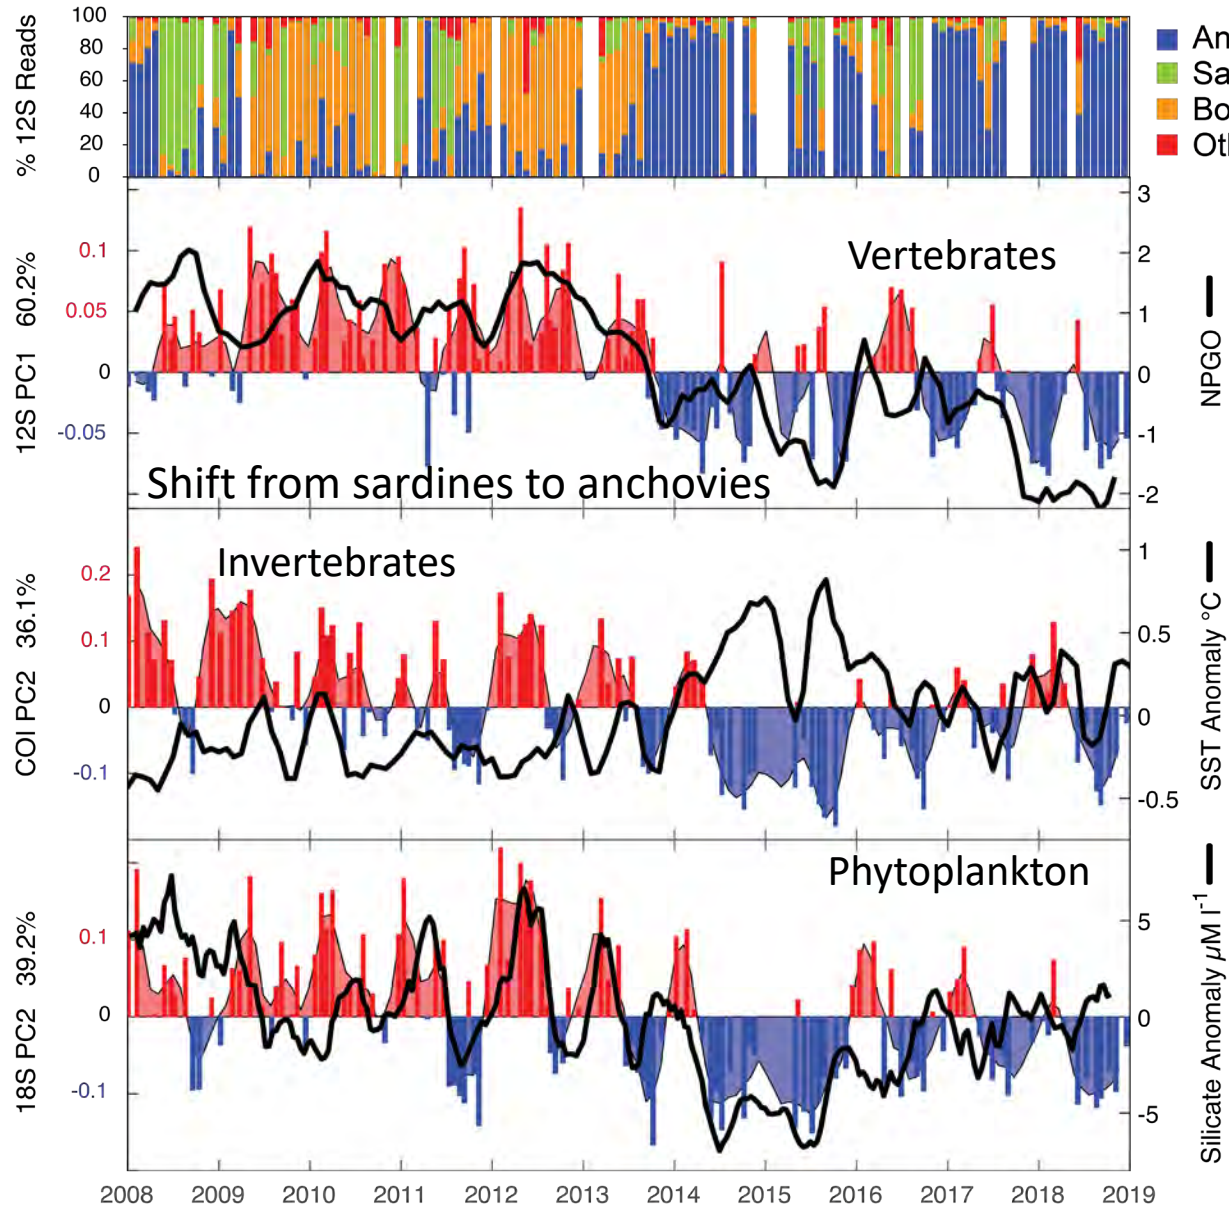 % 12S Reads
100
80
60
40
20
0
An
Sa
Bo
Oth
12S PC1 60.2%
0.1
0.05
0
-0.05
Vertebrates
3
2
1
0
-1
-2
NPGO
Shift from sardines to anchovies
COI PC2 36.1%
0.2
0.1
0
-0.1
Invertebrates
1
0.5
0
-0.5
SST Anomaly °C
18S PC2 39.2%
0.1
0
-0.1
Phytoplankton
5
0
-5
Silicate Anomaly µM l⁻¹
2008 2009 2010 2011 2012 2013 2014 2015 2016 2017 2018 2019